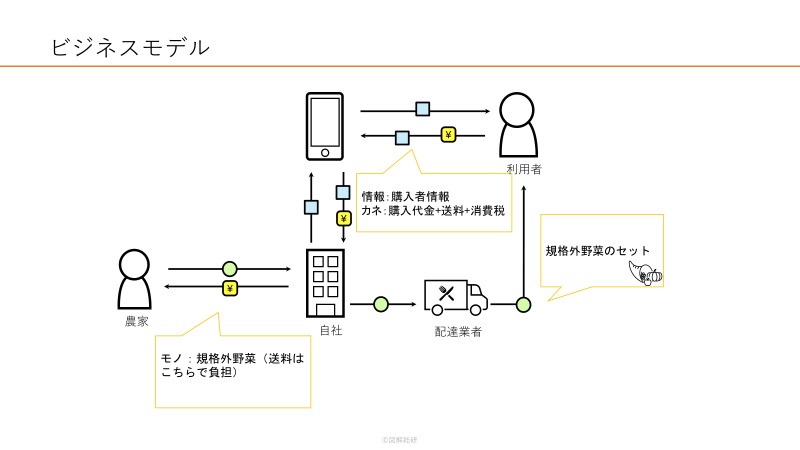 ビジネスモデル
¥
利用者
情報：購入者情報
カネ：購入代金+送料+消費税
¥
規格外野菜のセット
¥
農家
自社
配達業者
モノ：規格外野菜（送料は
こちらで負担）
©図解総研